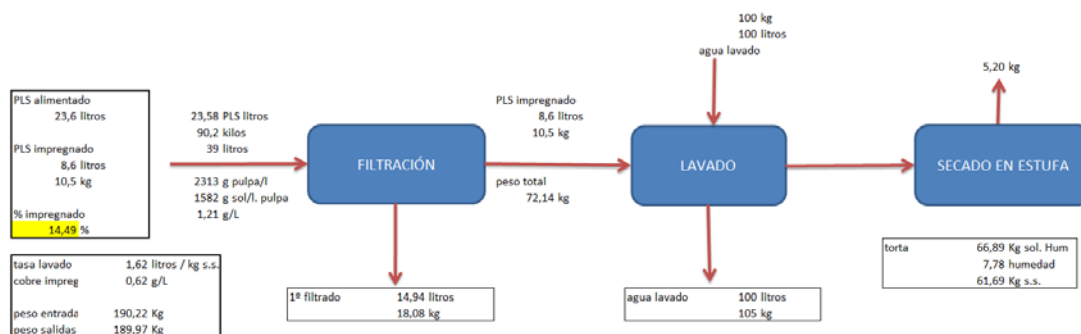 100 kg
100 litros
agua lavado
5,20 kg
PLS alimentado
23,6 litros
PLS impregnado
8,6 litros
10,5 kg
% impregnado
14,49 %
23,58 PLS litros
90,2 kilos
39 litros
2313 g pulpa/l
1582 g sol/l. pulpa
1,21 g/L
FILTRACIÓN
PLS impregnado
8,6 litros
10,5 kg
peso total
72,14 kg
LAVADO
SECADO EN ESTUFA
tasa lavado 1,62 litros / kg s.s.
cobre impreg 0,62 g/L
peso entrada 190,22 Kg
peso salidas 189,97 Kg
1º filtrado 14,94 litros
18,08 kg
agua lavado 100 litros
105 kg
torta 66,89 Kg sol. Hum
7,78 humedad
61,69 Kg s.s.